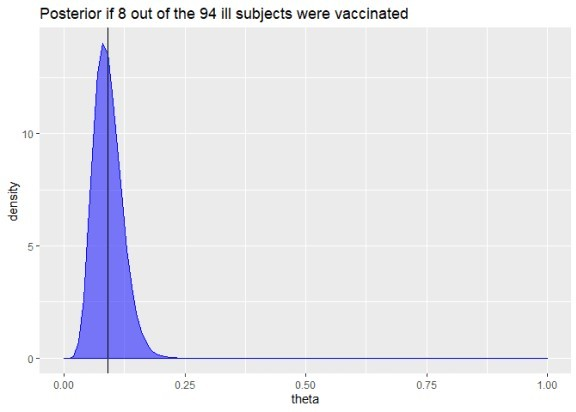 Posterior if 8 out of the 94 ill subjects were vaccinated
density
10
5
0
0.00 0.25 0.50 0.75 1.00
theta